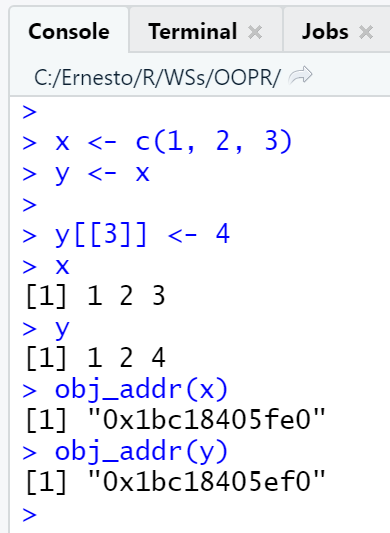 Console Terminal × Jobs ×
C:/Ernesto/R/WSs/OOPR/
>
> x <- c(1, 2, 3)
> y <- x
>
> y[[3]] <- 4
> x
[1] 1 2 3
> y
[1] 1 2 4
> obj_addr(x)
[1] "0x1bc18405fe0"
> obj_addr(y)
[1] "0x1bc18405ef0"
>